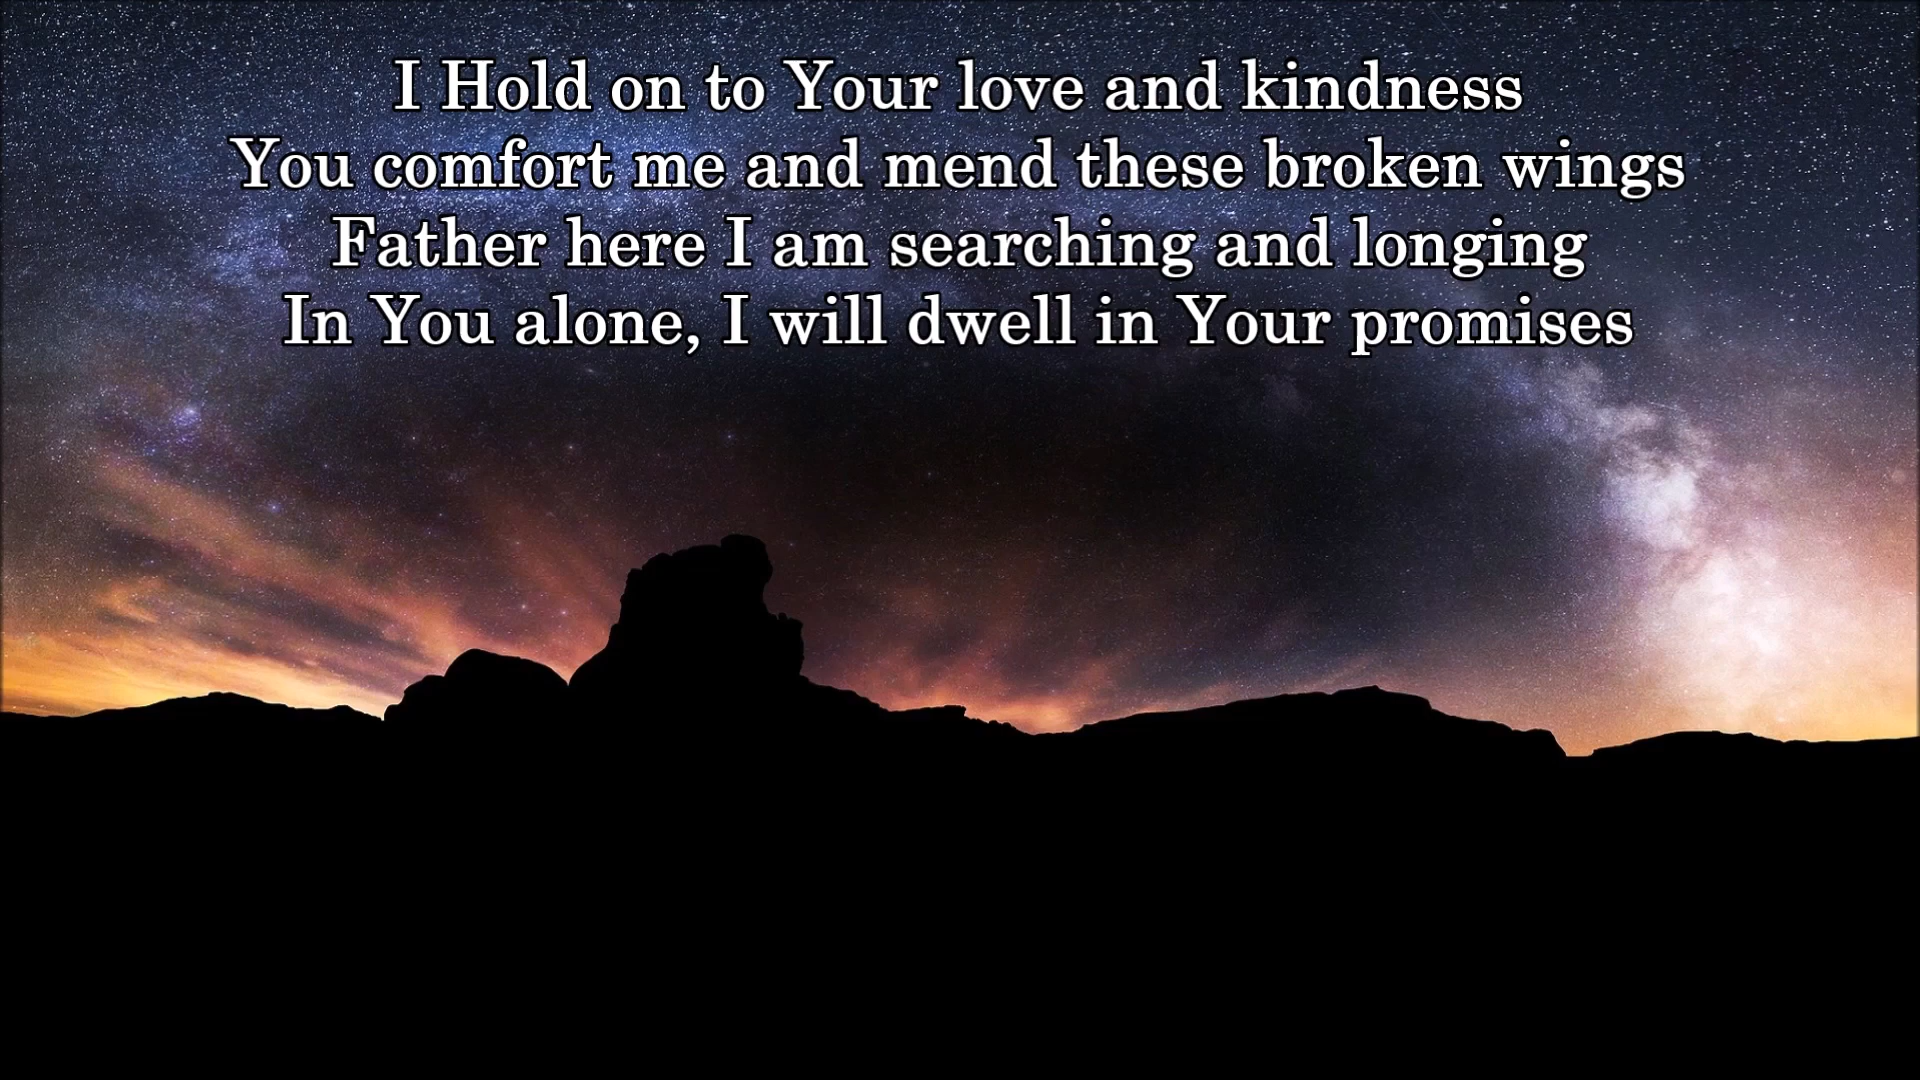 I Hold on to Your love and kindness
You comfort me and mend these broken wings
Father here I am searching and longing
In You alone, I will dwell in Your promises